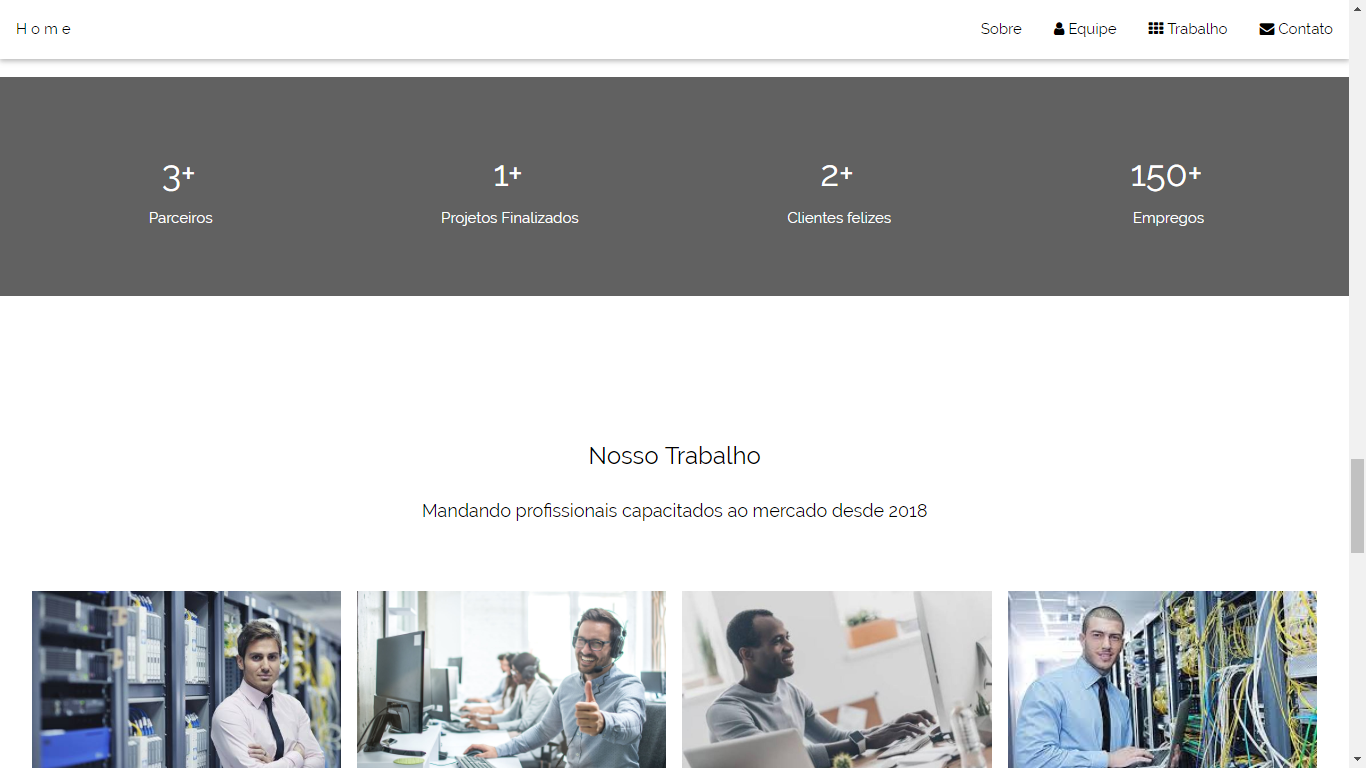 Home
Sobre
Equipe
Trabalho
Contato
3+
Parceiros
1+
Projetos Finalizados
2+
Clientes felizes
150+
Empregos
Nosso Trabalho
Mandando profissionais capacitados ao mercado desde 2018